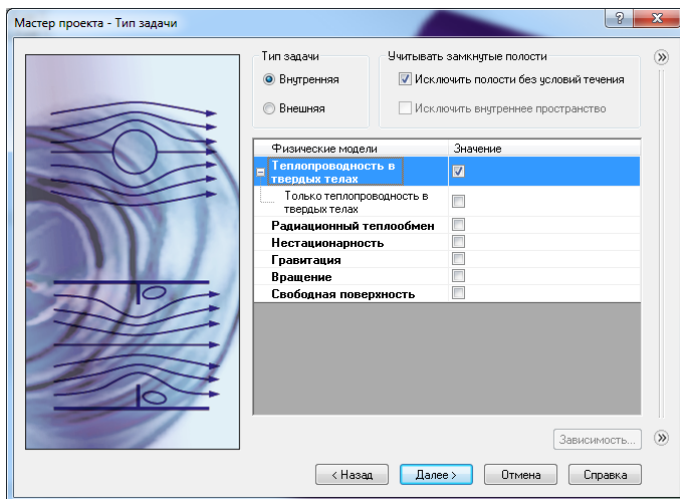 Мастер проекта - Тип задачи
Тип задачи
Учитывать замкнутые полости
Внутренняя
Исключить полости без условий течения
Внешняя
Исключить внутреннее пространство
Физические модели
Значение
Теплопроводность в
твердых телах
Только теплопроводность в
твердых телах
Радиационный теплообмен
Нестационарность
Гравитация
Вращение
Свободная поверхность
Зависимость...
< Назад
Далее >
Отмена
Справка